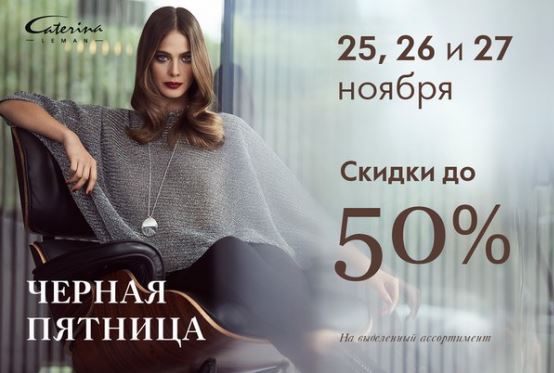 Caterina
LEMAN
25, 26 и 27
ноября
Скидки до
50%
ЧЕРНАЯ
ПЯТНИЦА
На выделенный ассортимент